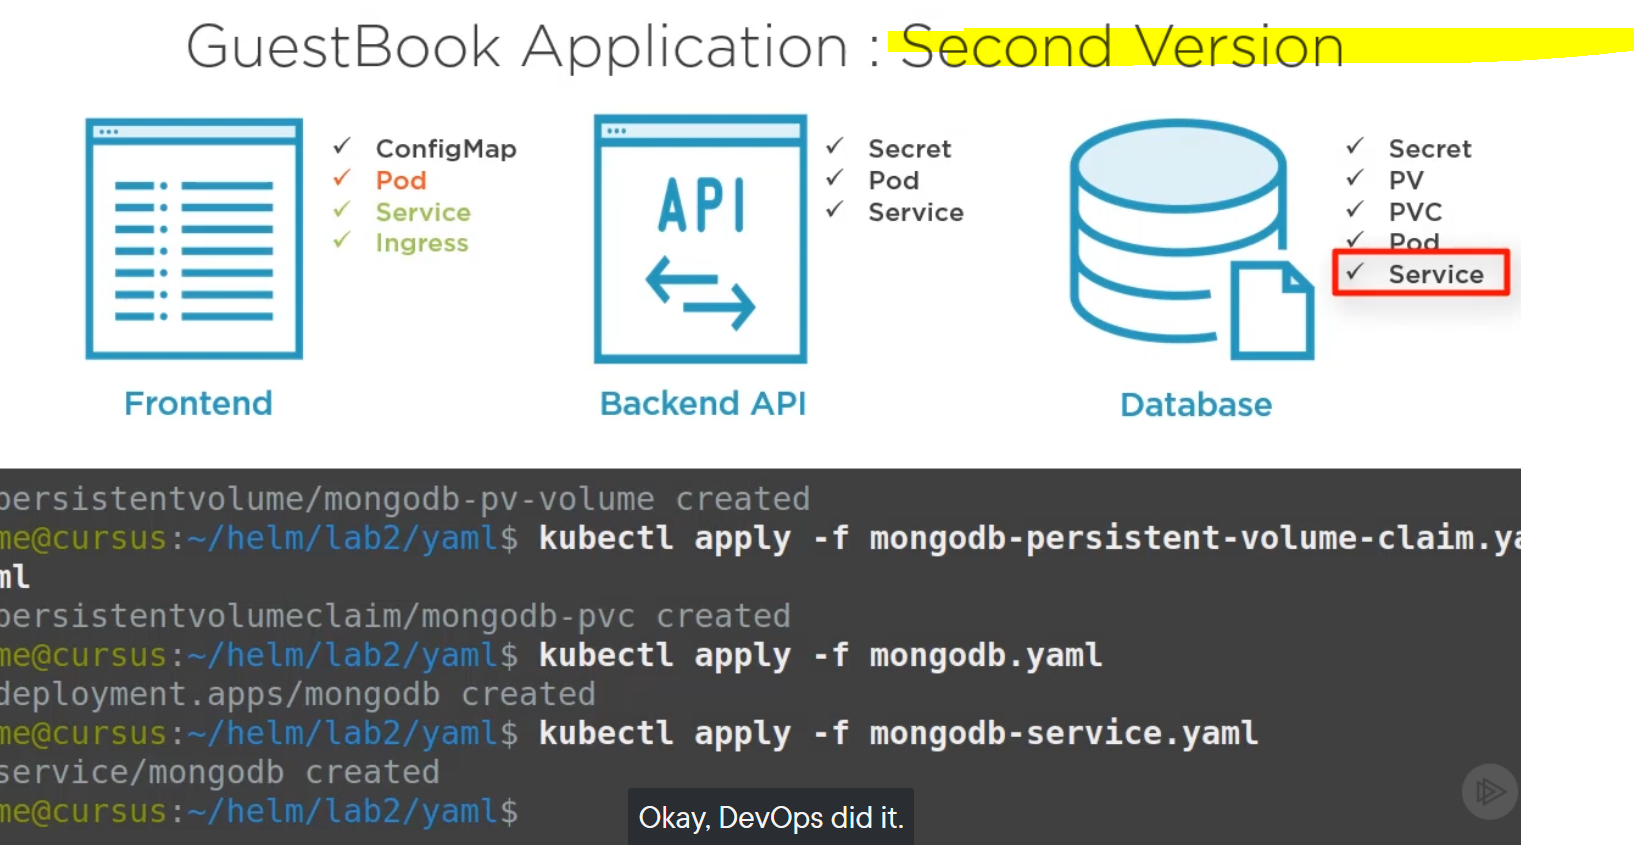 GuestBook Application : Second Version
ConfigMap
Pod
Service
Ingress
Frontend
API
Secret
Pod
Service
Backend API
Secret
PV
PVC
Pod
Service
Database
persistentvolume/mongodb-pv-volume created
me@cursus:~/helm/lab2/yaml$ kubectl apply -f mongodb-persistent-volume-claim.ya
ml
persistentvolumeclaim/mongodb-pvc created
me@cursus:~/helm/lab2/yaml$ kubectl apply -f mongodb.yaml
deployment.apps/mongodb created
me@cursus:~/helm/lab2/yaml$ kubectl apply -f mongodb-service.yaml
service/mongodb created
me@cursus:~/helm/lab2/yaml$
Okay, DevOps did it.